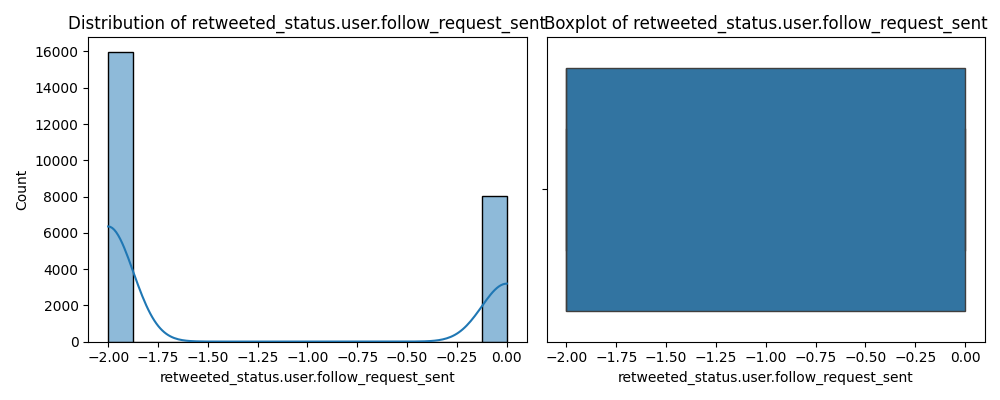 Distribution of retweeted_status.user.follow_request_sent
16000
14000
12000
10000
8000
6000
4000
2000
0
Count
−2.00 −1.75 −1.50 −1.25 −1.00 −0.75 −0.50 −0.25 0.00
retweeted_status.user.follow_request_sent
Boxplot of retweeted_status.user.follow_request_sent
−2.00 −1.75 −1.50 −1.25 −1.00 −0.75 −0.50 −0.25 0.00
retweeted_status.user.follow_request_sent